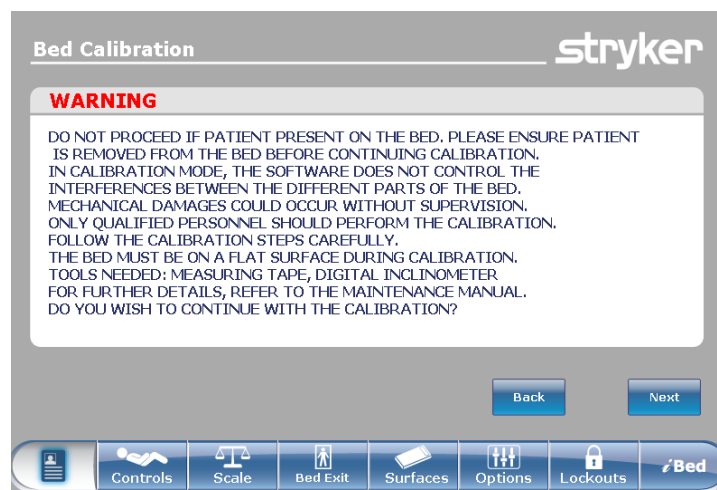 Bed Calibration
stryker
WARNING
DO NOT PROCEED IF PATIENT PRESENT ON THE BED. PLEASE ENSURE PATIENT
IS REMOVED FROM THE BED BEFORE CONTINUING CALIBRATION.
IN CALIBRATION MODE, THE SOFTWARE DOES NOT CONTROL THE
INTERFERENCES BETWEEN THE DIFFERENT PARTS OF THE BED.
MECHANICAL DAMAGES COULD OCCUR WITHOUT SUPERVISION.
ONLY QUALIFIED PERSONNEL SHOULD PERFORM THE CALIBRATION.
FOLLOW THE CALIBRATION STEPS CAREFULLY.
THE BED MUST BE ON A FLAT SURFACE DURING CALIBRATION.
TOOLS NEEDED: MEASURING TAPE, DIGITAL INCLINOMETER
FOR FURTHER DETAILS, REFER TO THE MAINTENANCE MANUAL.
DO YOU WISH TO CONTINUE WITH THE CALIBRATION?
Back Next
Controls Scale Bed Exit Surfaces Options Lockouts iBed